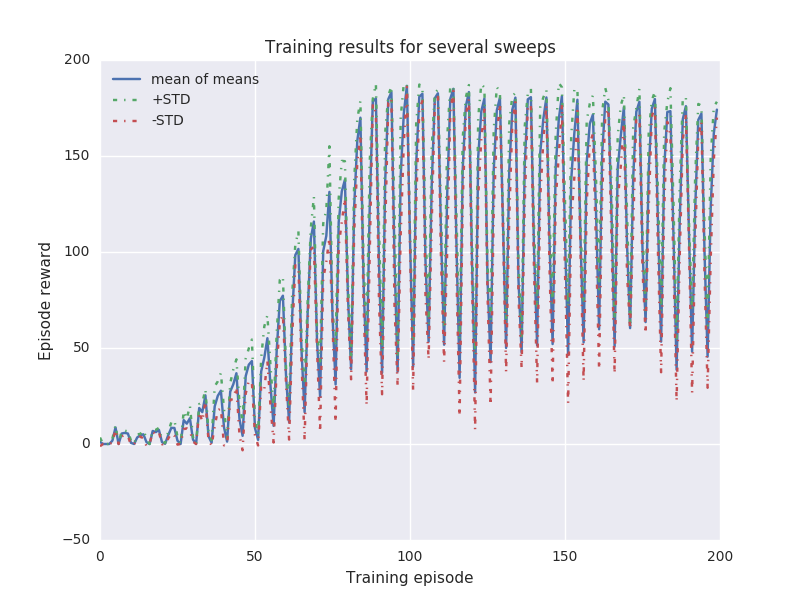 Training results for several sweeps
200
mean of means
+STD
-STD
150
100
50
0
−50
Episode reward
0 50 100 150 200
Training episode